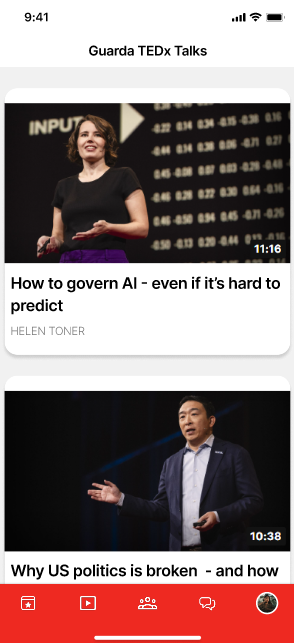 9:41
Guarda TEDx Talks
INPUT
11:16
How to govern AI - even if it’s hard to
predict
HELEN TONER
10:38
Why US politics is broken - and how